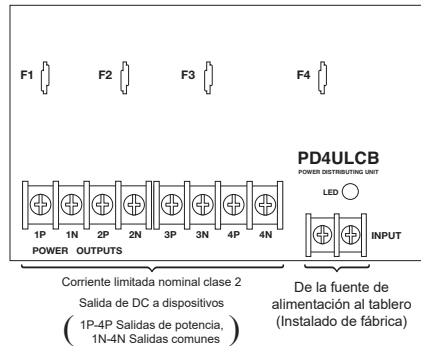 F1 F2 F3 F4
PD4ULCB
POWER DISTRIBUTING UNIT
LED
1P 1N 2P 2N 3P 3N 4P 4N
INPUT
POWER OUTPUTS
Corriente limitada nominal clase 2
Salida de DC a dispositivos
( 1P-4P Salidas de potencia,
1N-4N Salidas comunes )
De la fuente de
alimentación al tablero
(Instalado de fábrica)